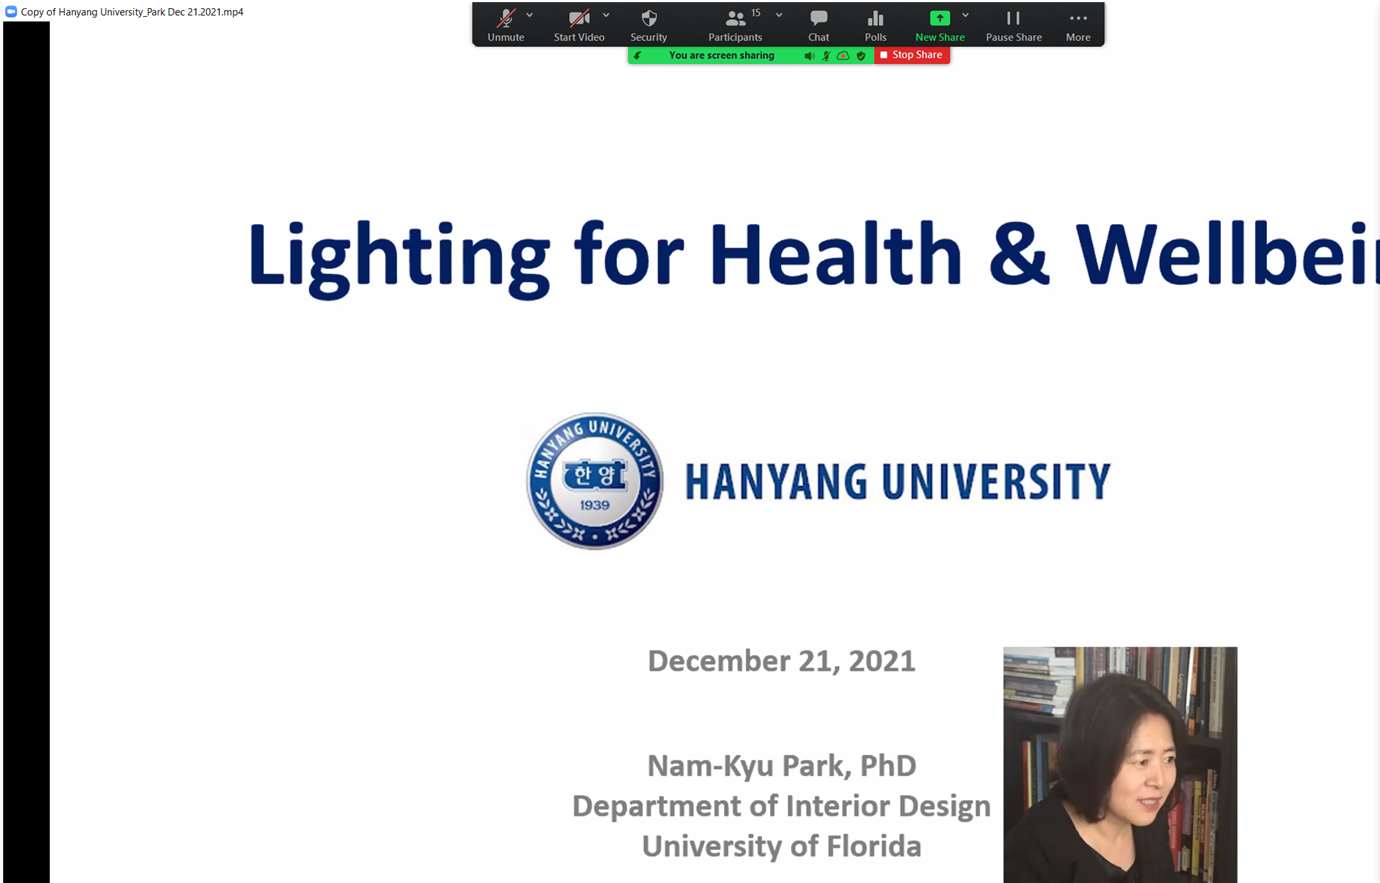 Copy of Hanyang University_Park Dec 21.2021.mp4
15
Unmute Start Video Security Participants Chat Polls New Share Pause Share More
You are screen sharing Stop Share
Lighting for Health & Wellbein
HANYANG UNIVERSITY
한양
1939
HANYANG UNIVERSITY
December 21, 2021
Nam-Kyu Park, PhD
Department of Interior Design
University of Florida